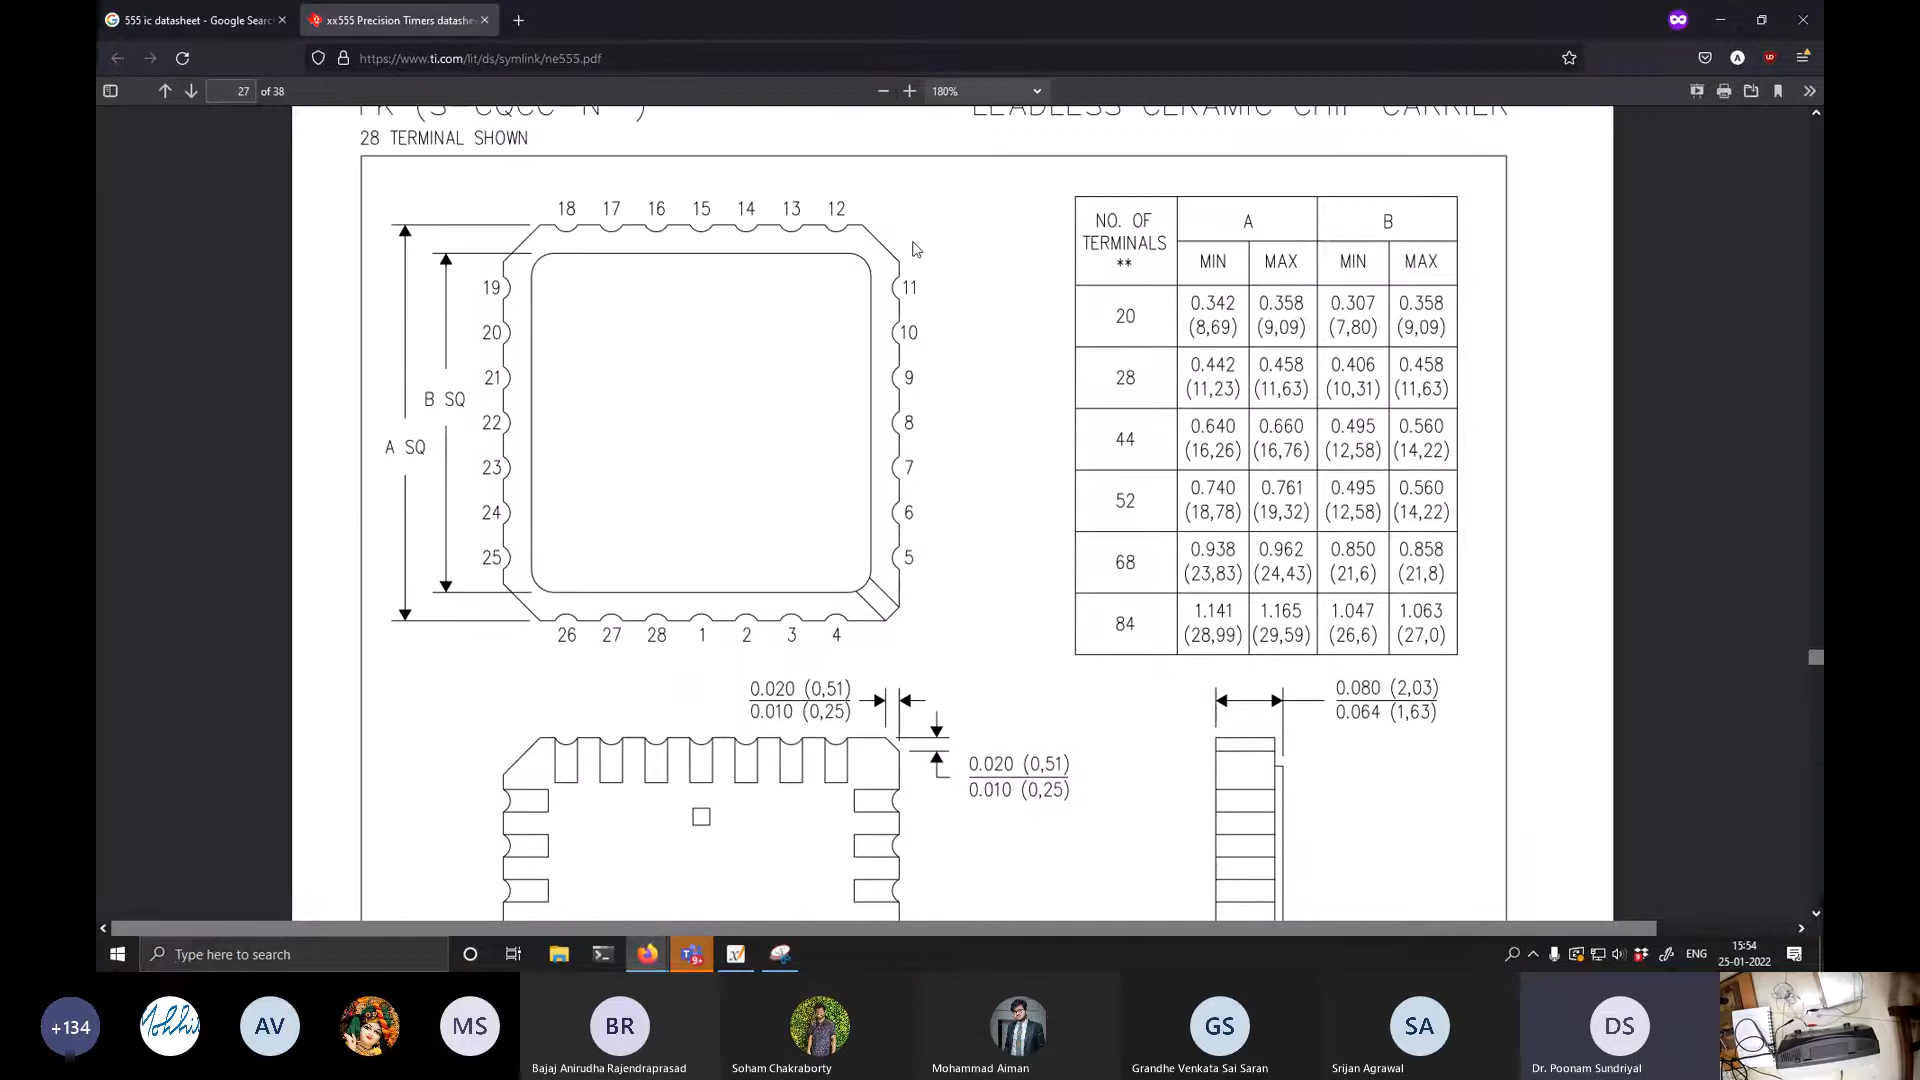 555 ic datasheet - Google Searc
xx555 Precision Timers datashe
https://www.ti.com/lit/ds/symlink/ne555.pdf
27 of 38
180%
FK (S-CQCC-N**)
LEADLESS CERAMIC CHIP CARRIER
28 TERMINAL SHOWN
18 17 16 15 14 13 12
19 11
20 10
21 9
B SQ
22 8
A SQ
23 7
24 6
25 5
26 27 28 1 2 3 4
NO. OF TERMINALS ** A B
MIN MAX MIN MAX
20 0.342 (8,69) 0.358 (9,09) 0.307 (7,80) 0.358 (9,09)
28 0.442 (11,23) 0.458 (11,63) 0.406 (10,31) 0.458 (11,63)
44 0.640 (16,26) 0.660 (16,76) 0.495 (12,58) 0.560 (14,22)
52 0.740 (18,78) 0.761 (19,32) 0.495 (12,58) 0.560 (14,22)
68 0.938 (23,83) 0.962 (24,43) 0.850 (21,6) 0.858 (21,8)
84 1.141 (28,99) 1.165 (29,59) 1.047 (26,6) 1.063 (27,0)
0.020 (0,51)
0.010 (0,25)
0.020 (0,51)
0.010 (0,25)
0.080 (2,03)
0.064 (1,63)
Type here to search
9+
ENG
15:54
25-01-2022
+134
Mohhit
AV
MS
BR
Bajaj Anirudha Rajendraprasad
Soham Chakraborty
Mohammad Aiman
GS
Grandhe Venkata Sai Saran
SA
Srijan Agrawal
DS
Dr. Poonam Sundriyal